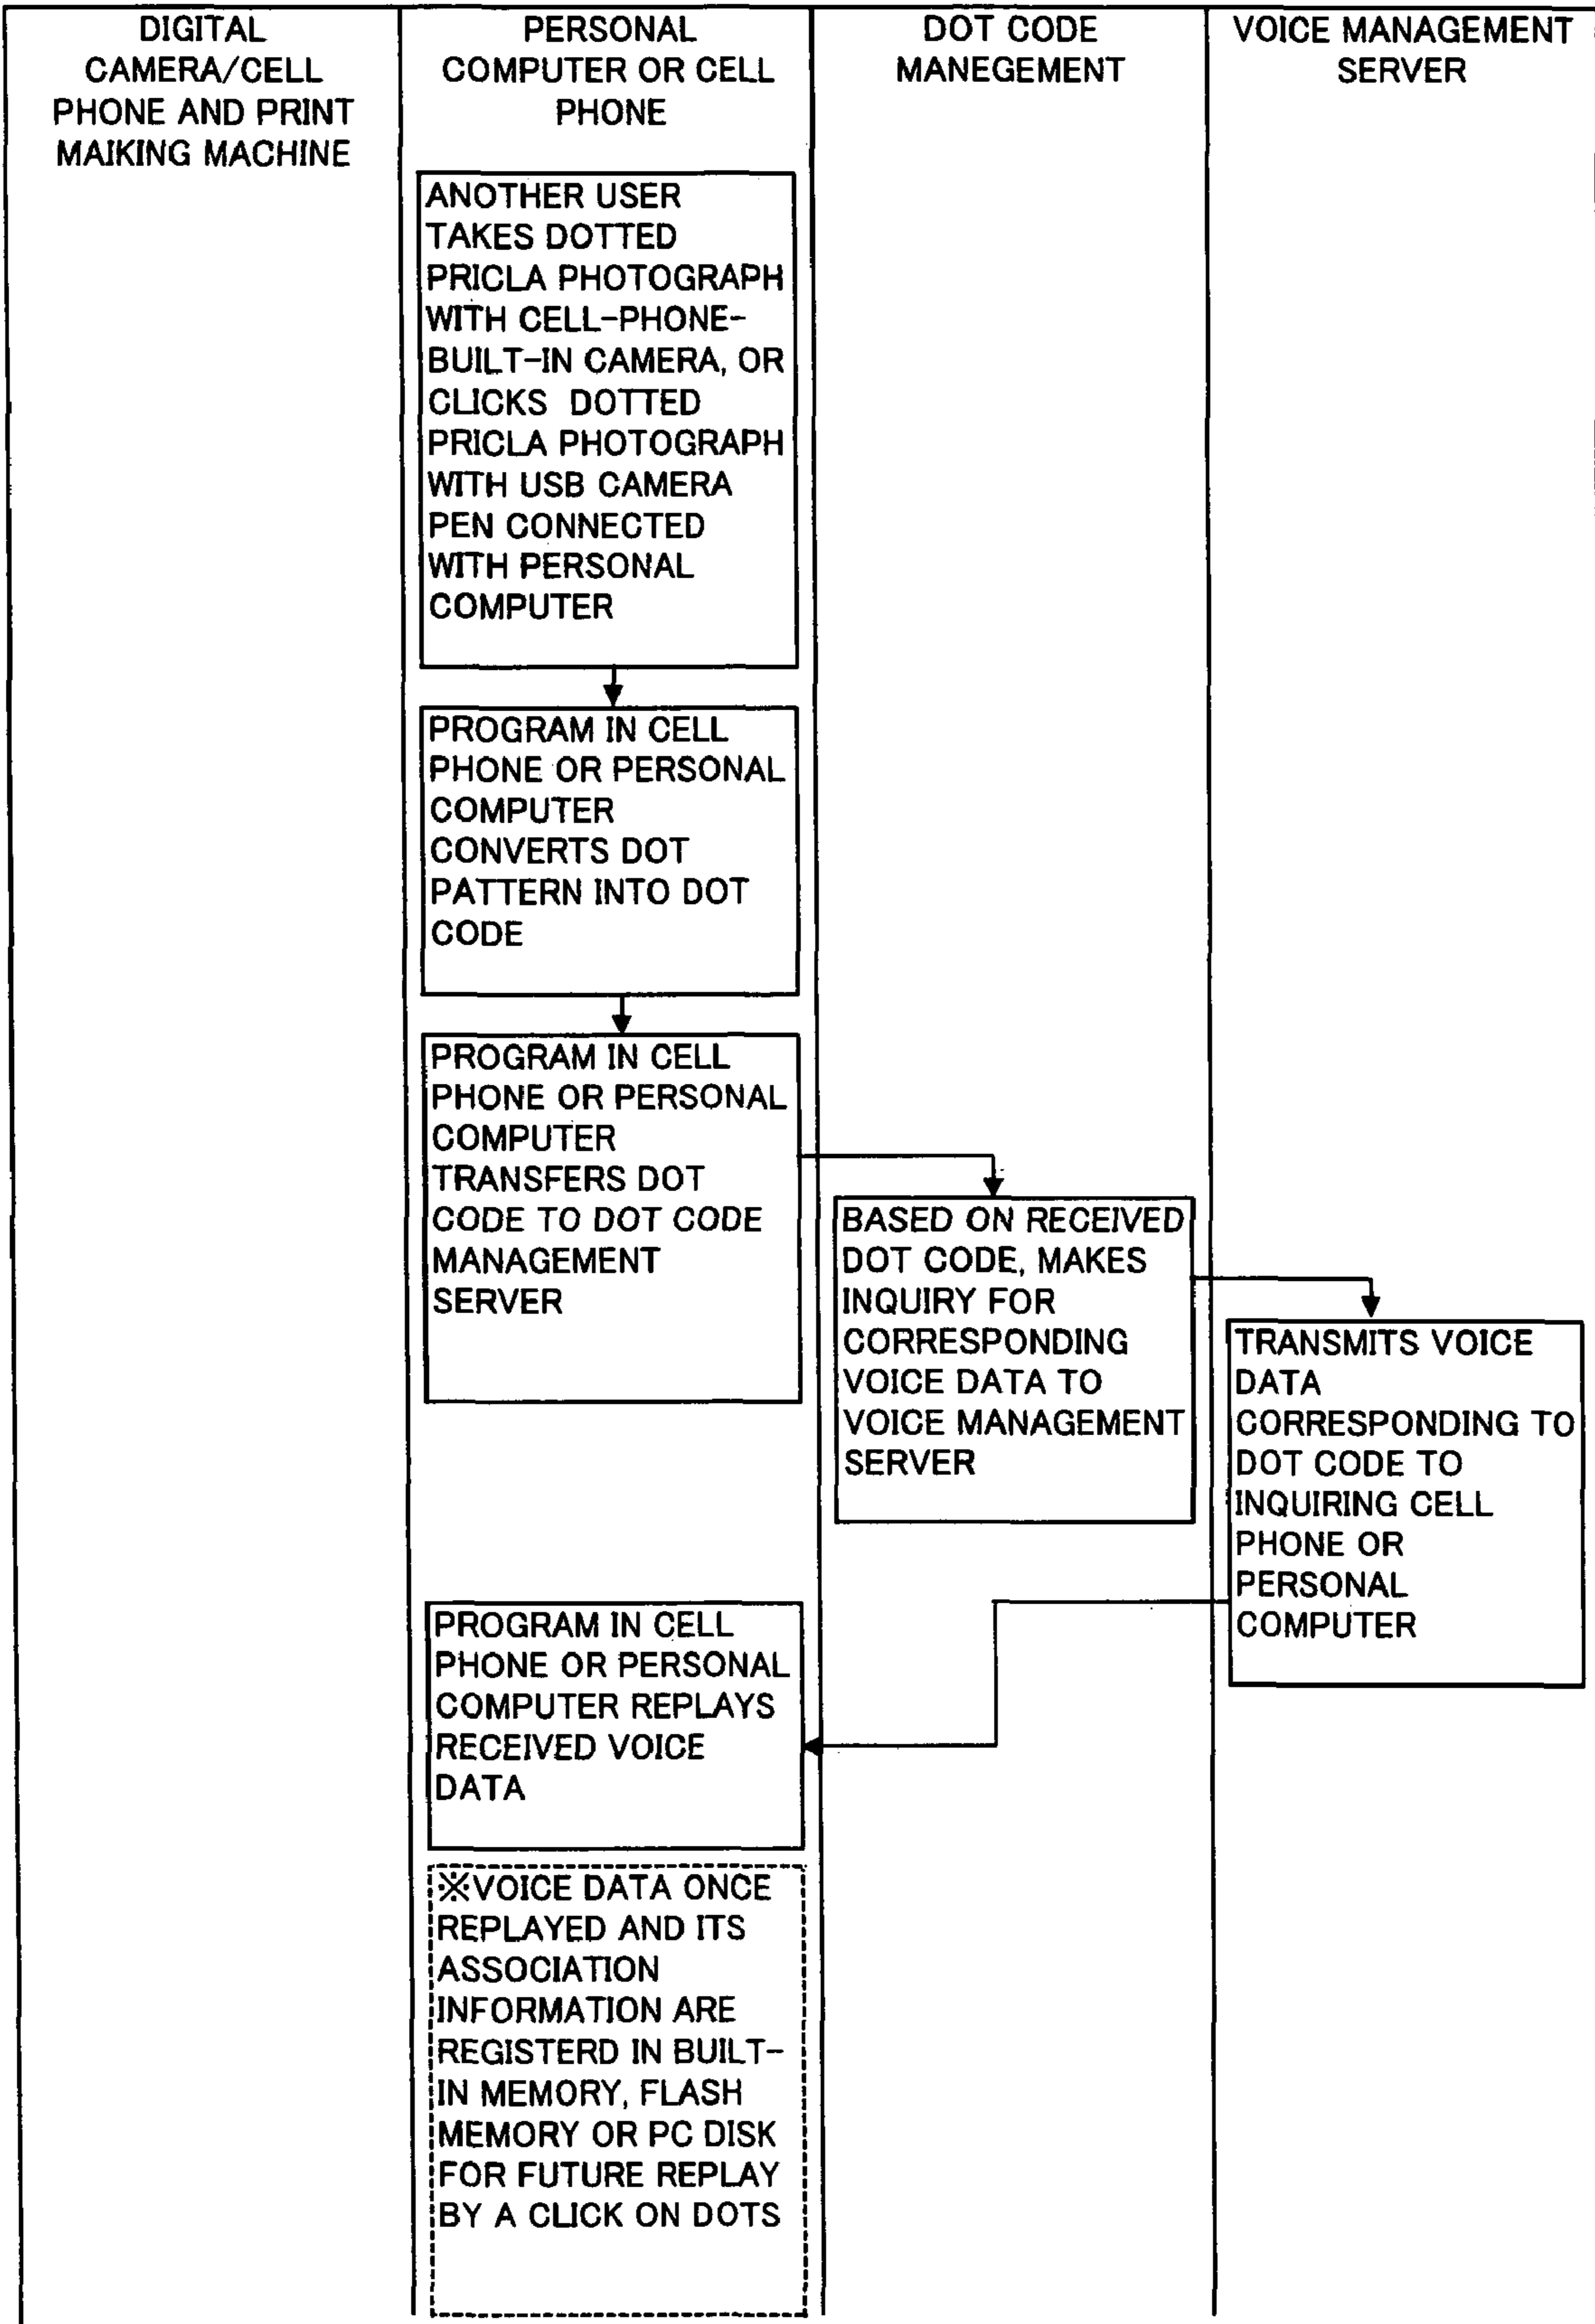 DIGITAL
CAMERA/CELL
PHONE AND PRINT
MAIKING MACHINE
PERSONAL
COMPUTER OR CELL
PHONE
DOT CODE
MANEGEMENT
VOICE MANAGEMENT
SERVER
ANOTHER USER
TAKES DOTTED
PRICLA PHOTOGRAPH
WITH CELL-PHONE-
BUILT-IN CAMERA, OR
CLICKS DOTTED
PRICLA PHOTOGRAPH
WITH USB CAMERA
PEN CONNECTED
WITH PERSONAL
COMPUTER
PROGRAM IN CELL
PHONE OR PERSONAL
COMPUTER
CONVERTS DOT
PATTERN INTO DOT
CODE
PROGRAM IN CELL
PHONE OR PERSONAL
COMPUTER
TRANSFERS DOT
CODE TO DOT CODE
MANAGEMENT
SERVER
BASED ON RECEIVED
DOT CODE, MAKES
INQUIRY FOR
CORRESPONDING
VOICE DATA TO
VOICE MANAGEMENT
SERVER
TRANSMITS VOICE
DATA
CORRESPONDING TO
DOT CODE TO
INQUIRING CELL
PHONE OR
PERSONAL
COMPUTER
PROGRAM IN CELL
PHONE OR PERSONAL
COMPUTER REPLAYS
RECEIVED VOICE
DATA
※VOICE DATA ONCE
REPLAYED AND ITS
ASSOCIATION
INFORMATION ARE
REGISTERD IN BUILT-
IN MEMORY, FLASH
MEMORY OR PC DISK
FOR FUTURE REPLAY
BY A CLICK ON DOTS